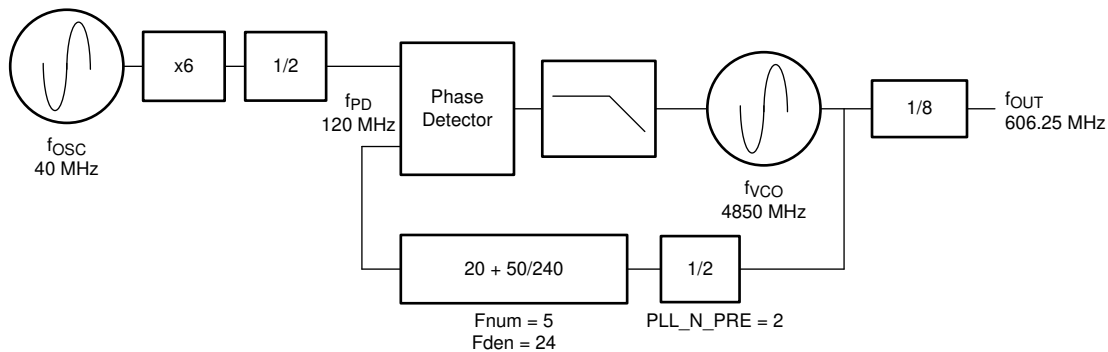 x6
1/2
fOSC
40 MHz
fPD
120 MHz
Phase
Detector
fVCO
4850 MHz
1/8
fOUT
606.25 MHz
20 + 50/240
1/2
Fnum = 5
Fden = 24
PLL_N_PRE = 2